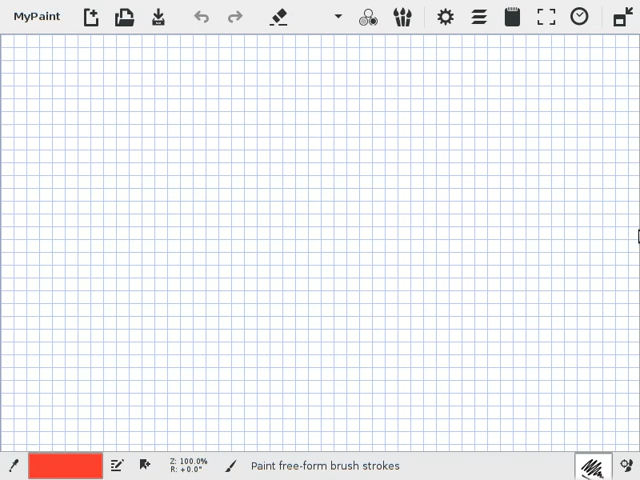 MyPaint
Z: 100.0%
R: +0.0°
Paint free-form brush strokes